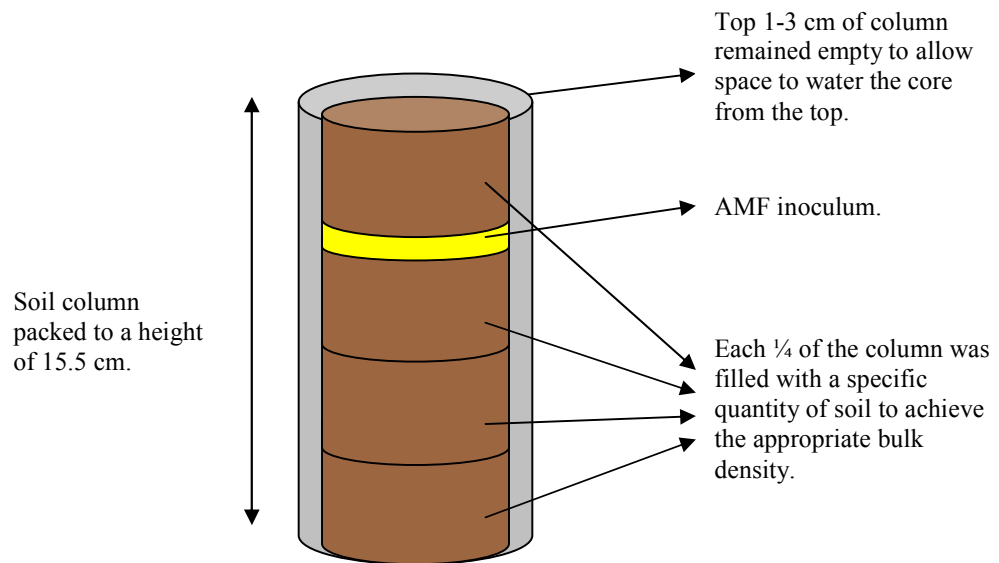 Top 1-3 cm of column
remained empty to allow
space to water the core
from the top.
AMF inoculum.
Soil column
packed to a height
of 15.5 cm.
Each ¼ of the column was
filled with a specific
quantity of soil to achieve
the appropriate bulk
density.